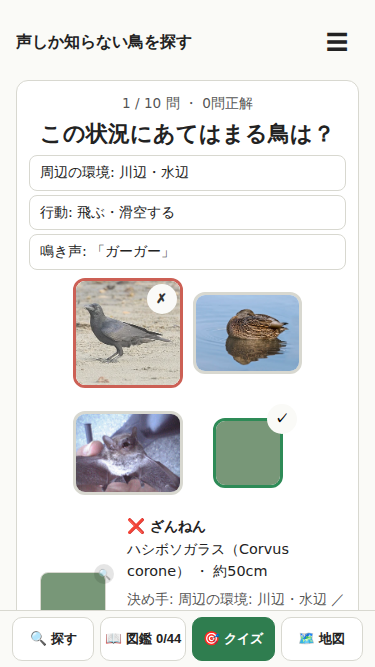 声しか知らない鳥を探す
☰
1 / 10 問 ・ 0問正解
この状況にあてはまる鳥は？
周辺の環境: 川辺・水辺
行動: 飛ぶ・滑空する
鳴き声: 「ガーガー」
✗
✓
❌ ざんねん
ハシボソガラス（Corvus
corone） ・ 約50cm
決め手: 周辺の環境: 川辺・水辺 ／
🔍 探す
📖 図鑑 0/44
🎯 クイズ
🗺️ 地図